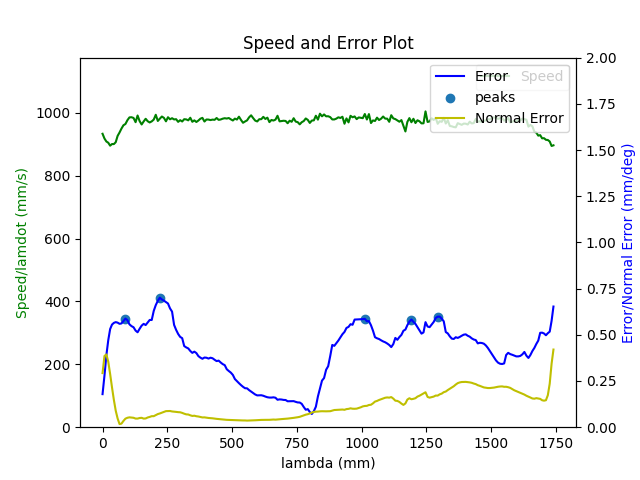 Speed and Error Plot
Speed
Error
peaks
Normal Error
Speed/lamdot (mm/s)
0
200
400
600
800
1000
0.00
0.25
0.50
0.75
1.00
1.25
1.50
1.75
2.00
Error/Normal Error (mm/deg)
0
250
500
750
1000
1250
1500
1750
lambda (mm)